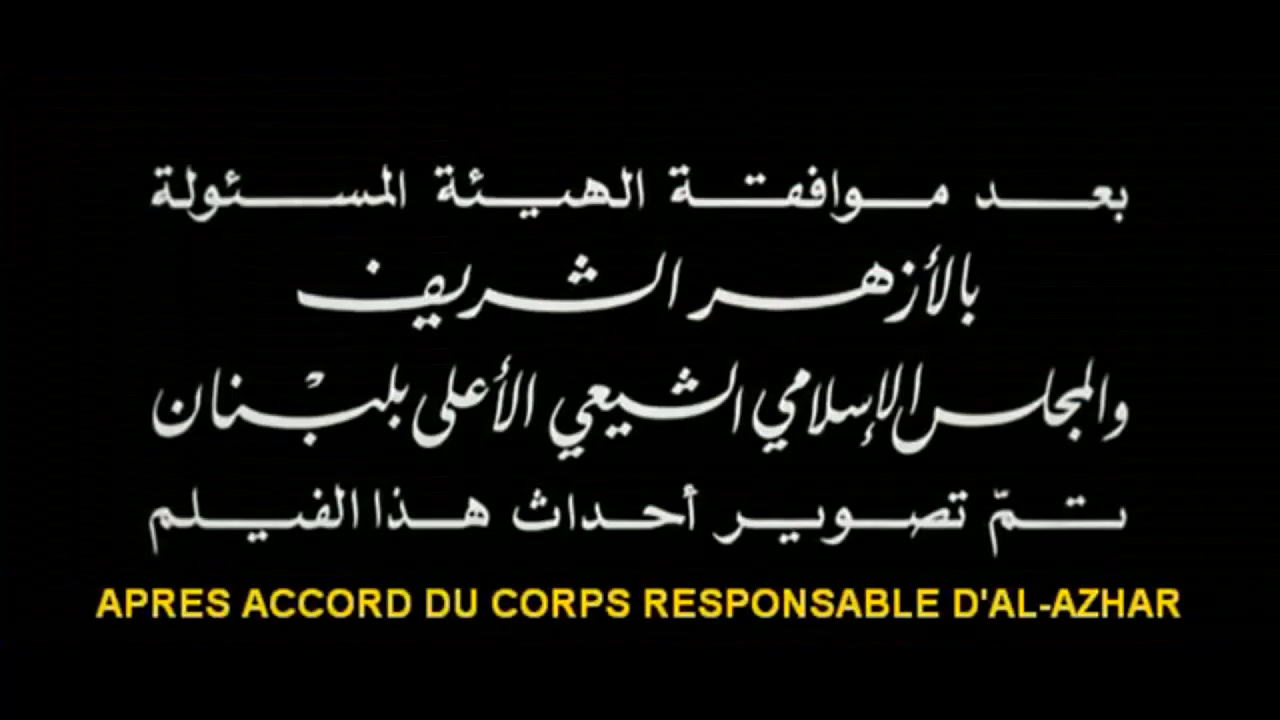 بعد موافقة الهيئة المسئولة
بالأزهر الشريف
والمجلس الإسلامي الشيعي الأعلى بلبنان
تمّ تصوير أحداث هذا الفيلم
APRES ACCORD DU CORPS RESPONSABLE D'AL-AZHAR